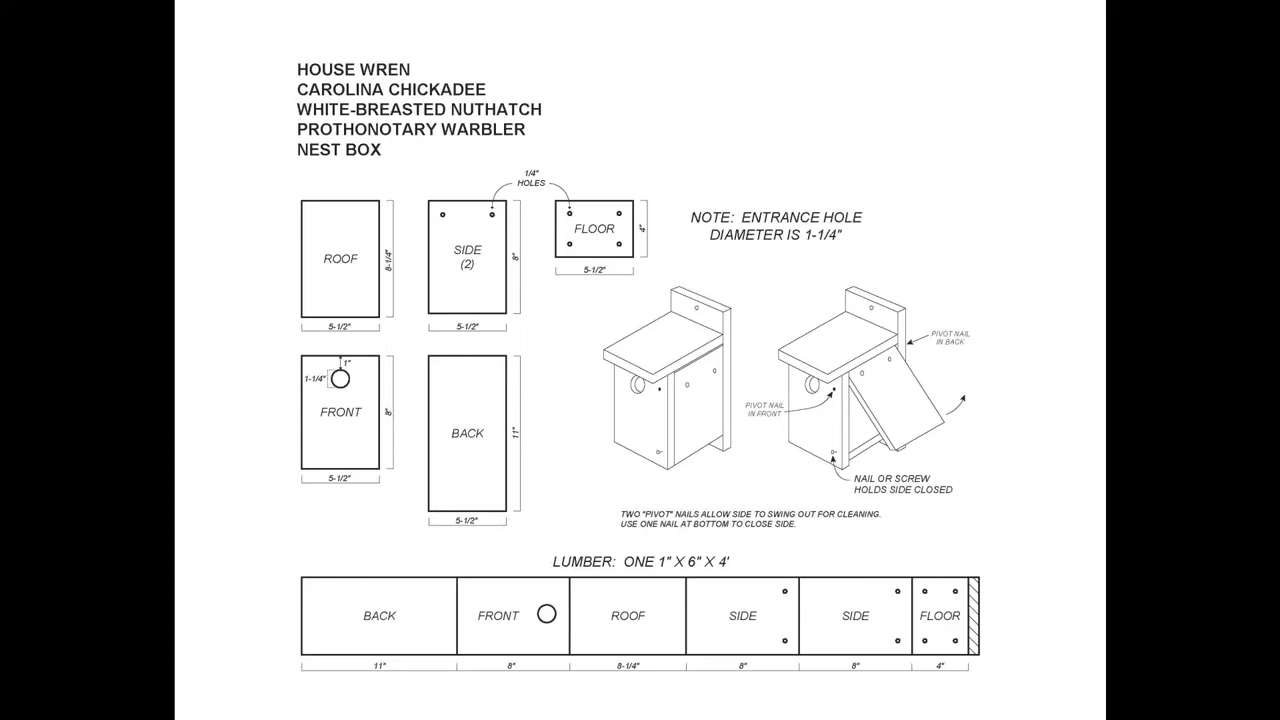 HOUSE WREN
CAROLINA CHICKADEE
WHITE-BREASTED NUTHATCH
PROTHONOTARY WARBLER
NEST BOX
1/4"
HOLES
ROOF
8-1/4"
5-1/2"
SIDE
(2)
8"
5-1/2"
FLOOR
4"
5-1/2"
NOTE: ENTRANCE HOLE
DIAMETER IS 1-1/4"
1"
1-1/4"
FRONT
8"
5-1/2"
BACK
11"
5-1/2"
PIVOT NAIL
IN BACK
PIVOT NAIL
IN FRONT
NAIL OR SCREW
HOLDS SIDE CLOSED
TWO "PIVOT" NAILS ALLOW SIDE TO SWING OUT FOR CLEANING.
USE ONE NAIL AT BOTTOM TO CLOSE SIDE.
LUMBER: ONE 1" X 6" X 4'
BACK FRONT ROOF SIDE SIDE FLOOR
11" 8" 8-1/4" 8" 8" 4"